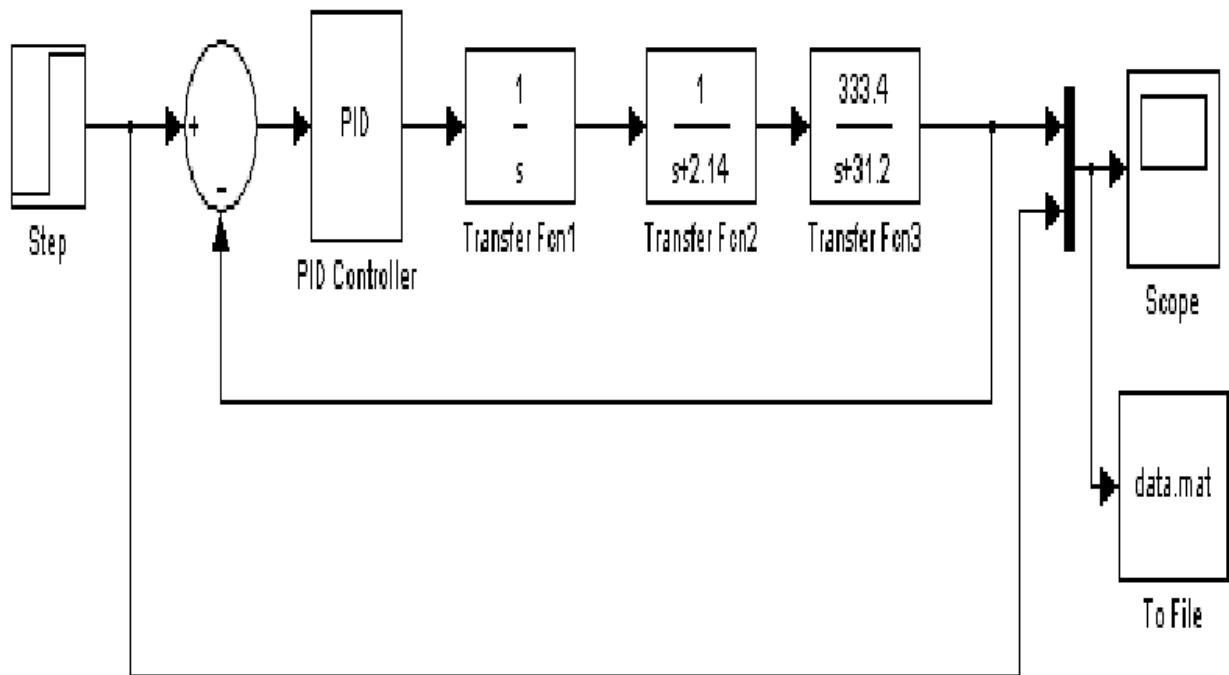 Step
+
-
PID
PID Controller
1
s
Transfer Fcn1
1
s+2.14
Transfer Fcn2
333.4
s+31.2
Transfer Fcn3
Scope
data.mat
To File